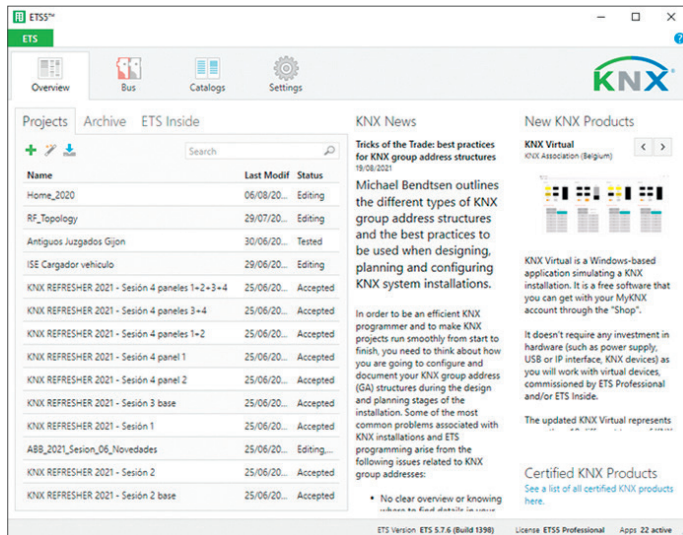 ETS5™
ETS
Overview
Bus
Catalogs
Settings
KNX
Projects
Archive
ETS Inside
Search
Name
Last Modif
Status
Home_2020
06/08/20...
Editing
RF_Topology
29/07/20...
Editing
Antiguos Juzgados Gijon
30/06/20...
Tested
ISE Cargador vehiculo
29/06/20...
Editing
KNX REFRESHER 2021 - Sesión 4 paneles 1+2+3+4
25/06/20...
Accepted
KNX REFRESHER 2021 - Sesión 4 paneles 3+4
25/06/20...
Accepted
KNX REFRESHER 2021 - Sesión 4 paneles 1+2
25/06/20...
Accepted
KNX REFRESHER 2021 - Sesión 4 panel 1
25/06/20...
Accepted
KNX REFRESHER 2021 - Sesión 4 panel 2
25/06/20...
Accepted
KNX REFRESHER 2021 - Sesión 3 base
25/06/20...
Accepted
KNX REFRESHER 2021 - Sesión 1
25/06/20...
Accepted
ABB_2021_Sesion_06_Novedades
25/06/20...
Editing,...
KNX REFRESHER 2021 - Sesión 2
25/06/20...
Accepted
KNX REFRESHER 2021 - Sesión 2 base
25/06/20...
Accepted
KNX News
Tricks of the Trade: best practices
for KNX group address structures
19/08/2021
Michael Bendtsen outlines
the different types of KNX
group address structures
and the best practices to
be used when designing,
planning and configuring
KNX system installations.
In order to be an efficient KNX
programmer and to make KNX
projects run smoothly from start to
finish, you need to think about how
you are going to configure and
document your KNX group address
(GA) structures during the design
and planning stages of the
installation. Some of the most
common problems associated with
KNX installations and ETS
programming arise from the
following issues related to KNX
group addresses:
• No clear overview or knowing
where to find details in your
New KNX Products
KNX Virtual
KNX Association (Belgium)
KNX Virtual is a Windows-based
application simulating a KNX
installation. It is a free software that
you can get with your MyKNX
account through the "Shop".
It doesn't require any investment in
hardware (such as power supply,
USB or IP interface, KNX devices) as
you will work with virtual devices,
commissioned by ETS Professional
and/or ETS Inside.
The updated KNX Virtual represents
Certified KNX Products
See a list of all certified KNX products
here.
ETS Version ETS 5.7.6 (Build 1398)
License ETS5 Professional
Apps 22 active